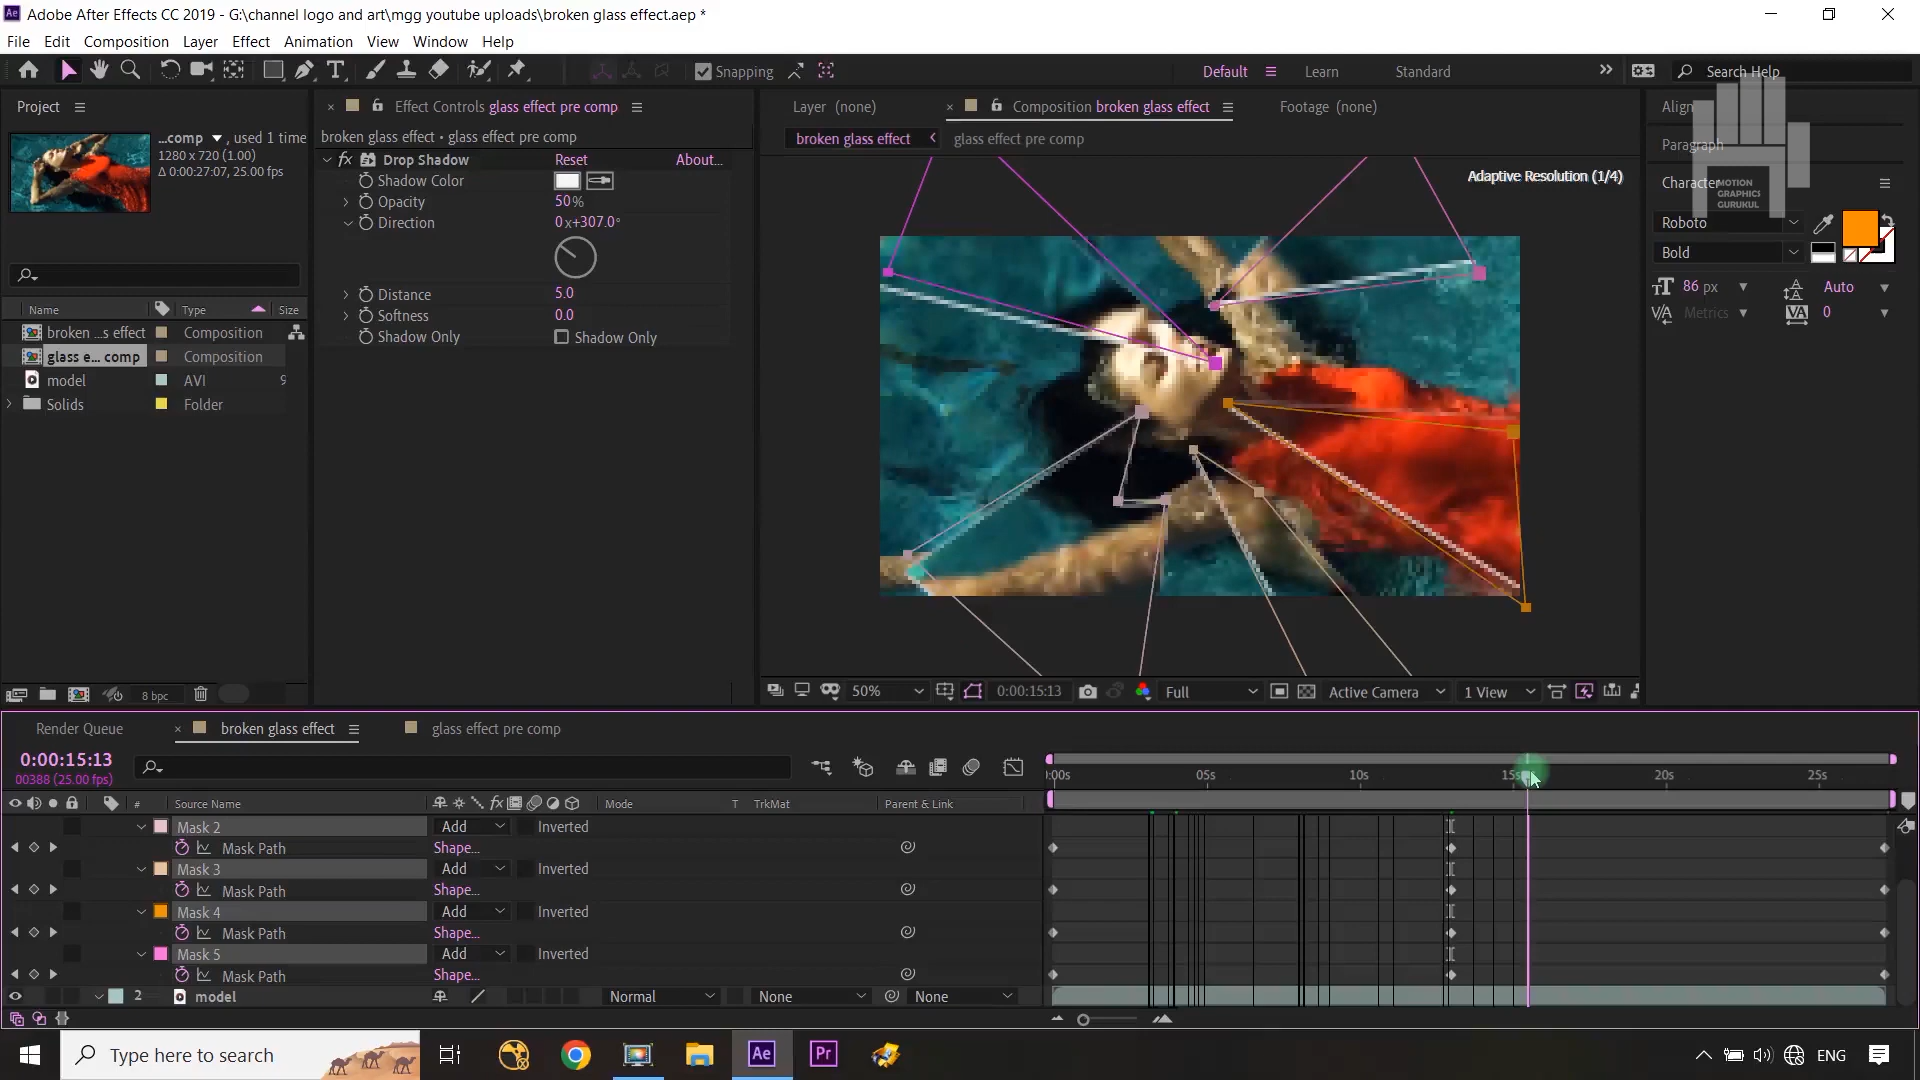 Adobe After Effects CC 2019 - G:\channel logo and art\mgg youtube uploads\broken glass effect.aep *
File Edit Composition Layer Effect Animation View Window Help
Snapping
Default Learn Standard Search Help
Project
...comp, used 1 time
1280 x 720 (1.00)
Δ 0:00:27:07, 25.00 fps
Name Type Size
broken ...s effect Composition
glass e... comp Composition
model AVI 9
Solids Folder
8 bpc
Effect Controls glass effect pre comp
broken glass effect • glass effect pre comp
fx Drop Shadow Reset About...
Shadow Color
Opacity 50%
Direction 0x+307.0°
Distance 5.0
Softness 0.0
Shadow Only Shadow Only
Layer (none) Composition broken glass effect Footage (none)
broken glass effect glass effect pre comp
Adaptive Resolution (1/4)
50% 0:00:15:13 Full Active Camera 1 View
Align
Paragraph
Character
MOTION
GRAPHICS
GURUKUL
Roboto
Bold
86 px Auto
Metrics 0
Render Queue broken glass effect glass effect pre comp
0:00:15:13
00388 (25.00 fps)
# Source Name Mode T TrkMat Parent & Link
:00s 05s 10s 15s 20s 25s
Mask 2 Add Inverted
Mask Path Shape...
Mask 3 Add Inverted
Mask Path Shape...
Mask 4 Add Inverted
Mask Path Shape...
Mask 5 Add Inverted
Mask Path Shape...
2 model Normal None None
Type here to search
Ae Pr
ENG